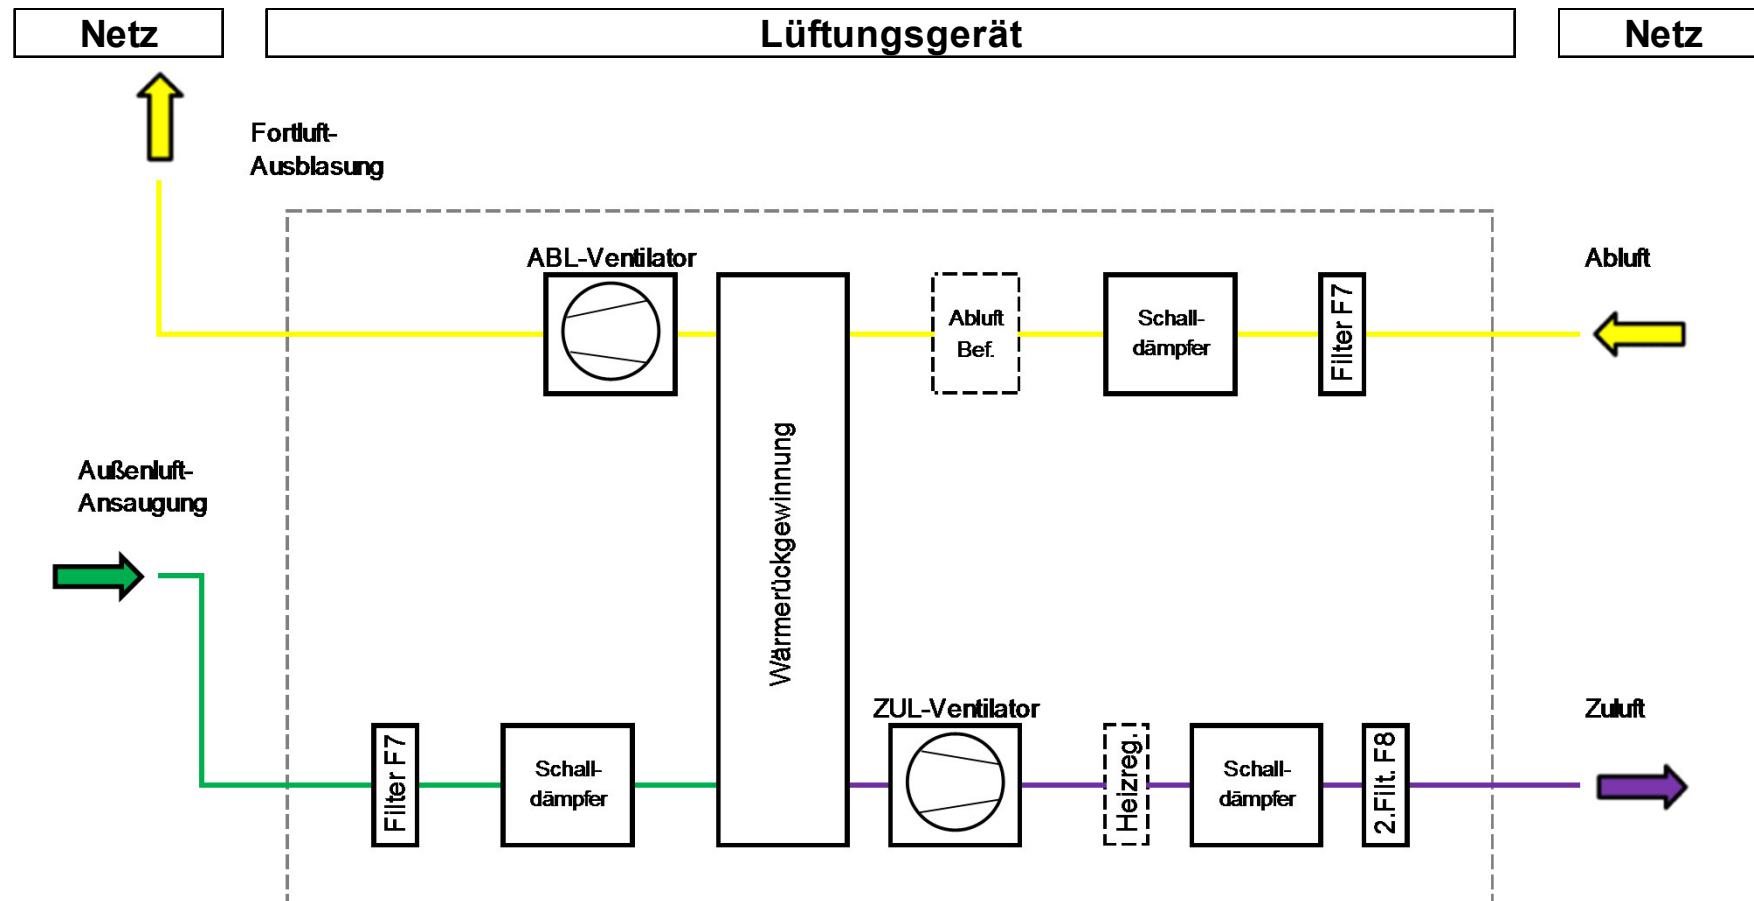 Netz
Lüftungsgerät
Netz
Fortluft-
Ausblasung
ABL-Ventilator
Abluft
Abluft
Bef.
Schall-
dämpfer
Filter F7
Wärmerückgewinnung
Außenluft-
Ansaugung
ZUL-Ventilator
Zuluft
Filter F7
Schall-
dämpfer
Heizreg.
Schall-
dämpfer
2.Filt. F8